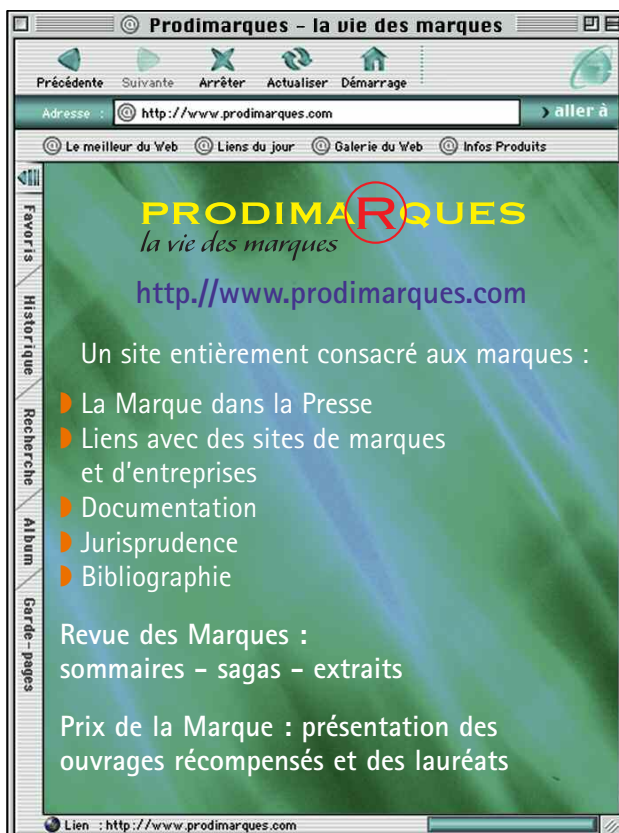 @ Prodimarques - la vie des marques
Précédente Suivante Arrêter Actualiser Démarrage
Adresse : @ http://www.prodimarques.com › aller à
@ Le meilleur du Web @ Liens du jour @ Galerie du Web @ Infos Produits
Favoris
Historique
Recherche
Album
Garde-pages
PRODIMARQUES
la vie des marques
http.//www.prodimarques.com
Un site entièrement consacré aux marques :
La Marque dans la Presse
Liens avec des sites de marques
et d'entreprises
Documentation
Jurisprudence
Bibliographie
Revue des Marques :
sommaires - sagas - extraits
Prix de la Marque : présentation des
ouvrages récompensés et des lauréats
Lien : http://www.prodimarques.com